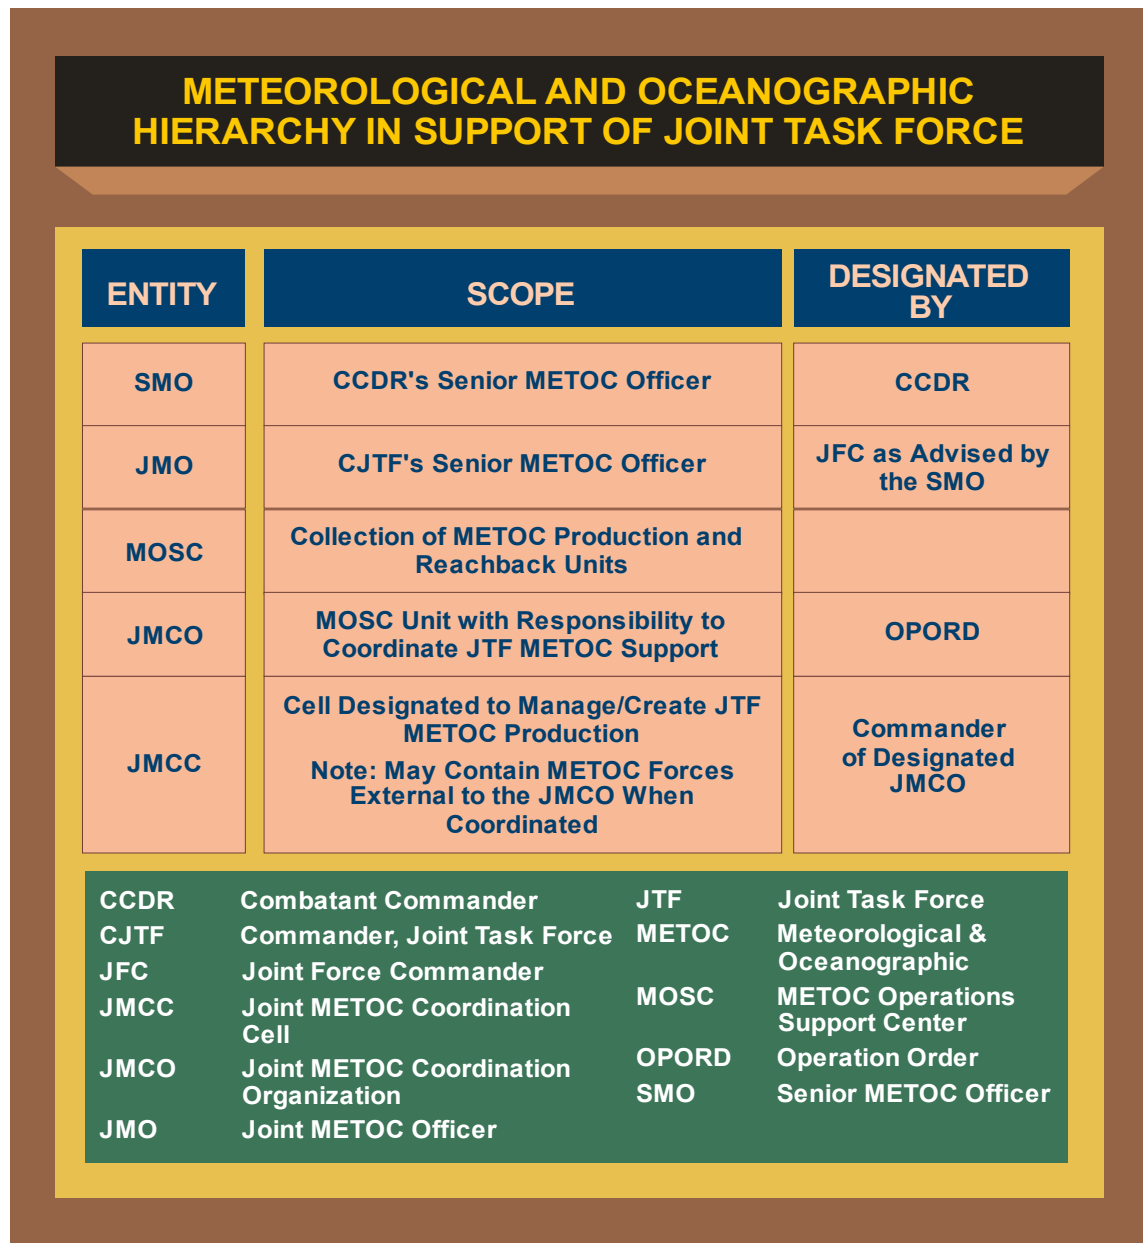 METEOROLOGICAL AND OCEANOGRAPHIC
HIERARCHY IN SUPPORT OF JOINT TASK FORCE
ENTITY
SCOPE
DESIGNATED
BY
SMO
CCDR's Senior METOC Officer
CCDR
JMO
CJTF's Senior METOC Officer
JFC as Advised by
the SMO
MOSC
Collection of METOC Production and
Reachback Units
JMCO
MOSC Unit with Responsibility to
Coordinate JTF METOC Support
OPORD
JMCC
Cell Designated to Manage/Create JTF
METOC Production
Note: May Contain METOC Forces
External to the JMCO When
Coordinated
Commander
of Designated
JMCO
CCDR Combatant Commander
CJTF Commander, Joint Task Force
JFC Joint Force Commander
JMCC Joint METOC Coordination
Cell
JMCO Joint METOC Coordination
Organization
JMO Joint METOC Officer
JTF Joint Task Force
METOC Meteorological &
Oceanographic
MOSC METOC Operations
Support Center
OPORD Operation Order
SMO Senior METOC Officer